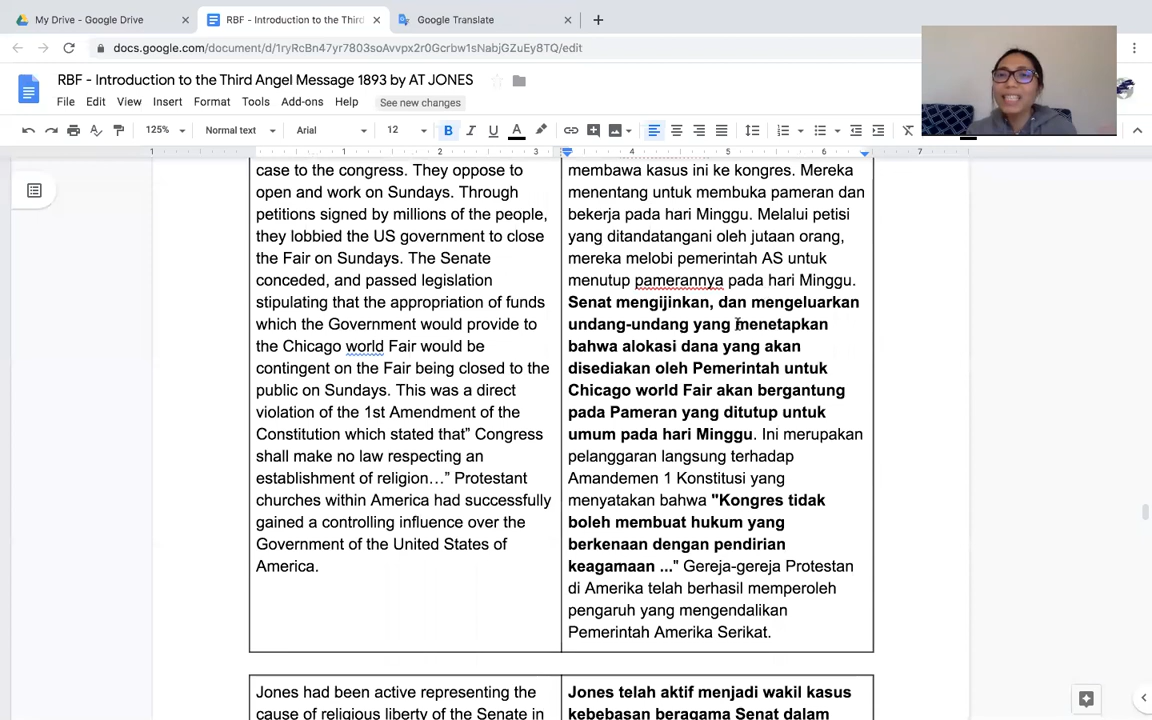 My Drive - Google Drive
RBF - Introduction to the Third
Google Translate
docs.google.com/document/d/1ryRcBn47yr7803soAvvpx2r0Gcrbw1sNabjGZuEy8TQ/edit
RBF - Introduction to the Third Angel Message 1893 by AT JONES
File Edit View Insert Format Tools Add-ons Help See new changes
125% Normal text Arial 12
1 1 2 3 4 5 6 7
case to the congress. They oppose to
open and work on Sundays. Through
petitions signed by millions of the people,
they lobbied the US government to close
the Fair on Sundays. The Senate
conceded, and passed legislation
stipulating that the appropriation of funds
which the Government would provide to
the Chicago world Fair would be
contingent on the Fair being closed to the
public on Sundays. This was a direct
violation of the 1st Amendment of the
Constitution which stated that” Congress
shall make no law respecting an
establishment of religion…” Protestant
churches within America had successfully
gained a controlling influence over the
Government of the United States of
America.
membawa kasus ini ke kongres. Mereka
menentang untuk membuka pameran dan
bekerja pada hari Minggu. Melalui petisi
yang ditandatangani oleh jutaan orang,
mereka melobi pemerintah AS untuk
menutup pamerannya pada hari Minggu.
Senat mengijinkan, dan mengeluarkan
undang-undang yang menetapkan
bahwa alokasi dana yang akan
disediakan oleh Pemerintah untuk
Chicago world Fair akan bergantung
pada Pameran yang ditutup untuk
umum pada hari Minggu. Ini merupakan
pelanggaran langsung terhadap
Amandemen 1 Konstitusi yang
menyatakan bahwa "Kongres tidak
boleh membuat hukum yang
berkenaan dengan pendirian
keagamaan ..." Gereja-gereja Protestan
di Amerika telah berhasil memperoleh
pengaruh yang mengendalikan
Pemerintah Amerika Serikat.
Jones had been active representing the
cause of religious liberty of the Senate in
Jones telah aktif menjadi wakil kasus
kebebasan beragama Senat dalam